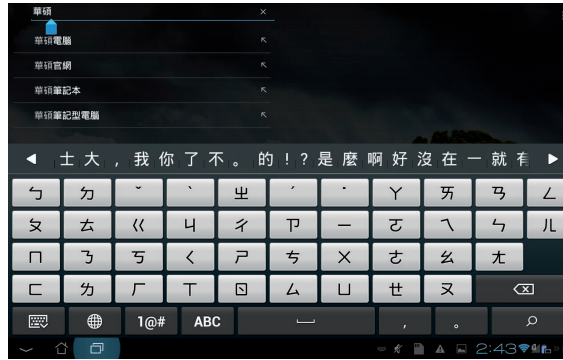 華碩
華碩電腦
華碩官網
華碩筆記本
華碩筆記型電腦
士 大 , 我 你 了 不 。 的 ! ? 是 麼 啊 好 沒 在 一 就 有
ㄅ ㄉ ˇ ˋ ㄓ ˊ ˙ ㄚ ㄞ ㄢ ㄥ
ㄆ ㄊ ㄍ ㄐ ㄔ ㄗ ㄧ ㄛ ㄟ ㄣ ㄦ
ㄇ ㄋ ㄎ ㄑ ㄕ ㄘ ㄨ ㄜ ㄠ ㄤ
ㄈ ㄌ ㄏ ㄒ ㄖ ㄙ ㄩ ㄝ ㄡ
1@# ABC , 。
2:43